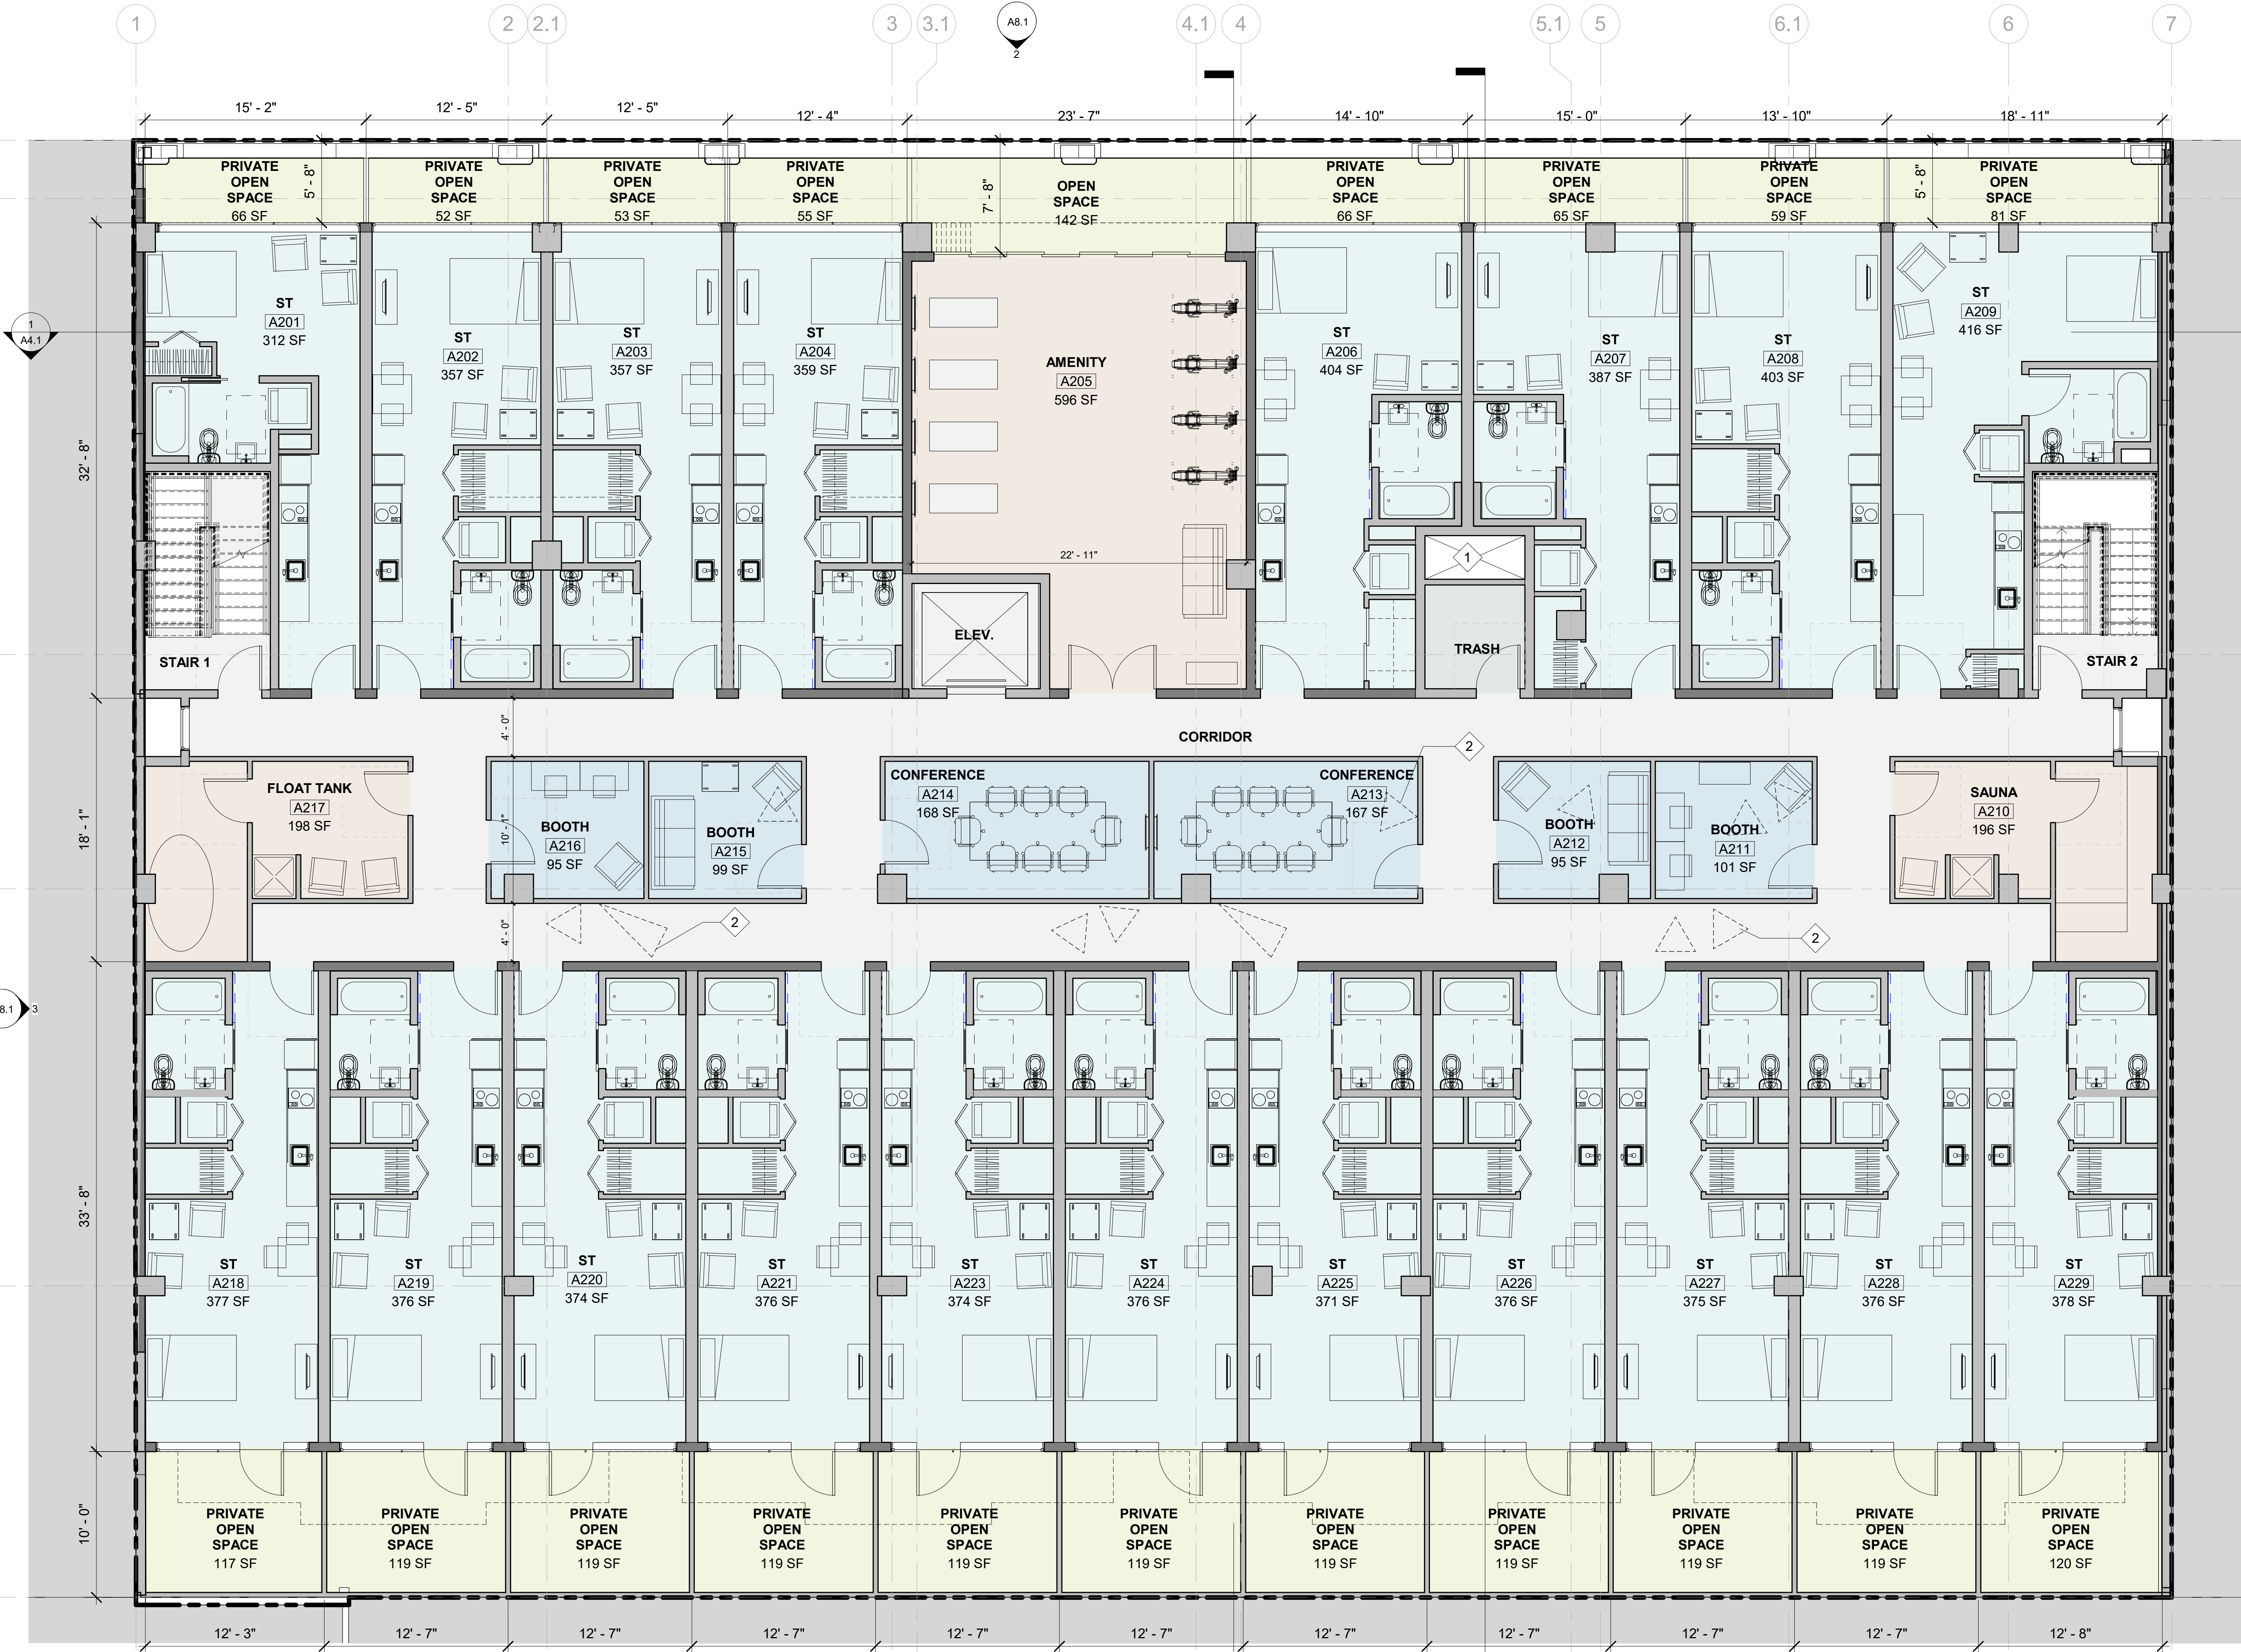 1
2
2.1
3
3.1
A8.1
2
4.1
4
5.1
5
6.1
6
7
15' - 2"
12' - 5"
12' - 5"
12' - 4"
23' - 7"
14' - 10"
15' - 0"
13' - 10"
18' - 11"
PRIVATE
OPEN
SPACE
66 SF
5' - 8"
PRIVATE
OPEN
SPACE
52 SF
PRIVATE
OPEN
SPACE
53 SF
PRIVATE
OPEN
SPACE
55 SF
7' - 8"
OPEN
SPACE
142 SF
PRIVATE
OPEN
SPACE
66 SF
PRIVATE
OPEN
SPACE
65 SF
PRIVATE
OPEN
SPACE
59 SF
5' - 8"
PRIVATE
OPEN
SPACE
81 SF
1
A4.1
32' - 8"
ST
A201
312 SF
ST
A202
357 SF
ST
A203
357 SF
ST
A204
359 SF
AMENITY
A205
596 SF
22' - 11"
ST
A206
404 SF
ST
A207
387 SF
ST
A208
403 SF
ST
A209
416 SF
1
STAIR 1
ELEV.
TRASH
STAIR 2
4' - 0"
CORRIDOR
2
18' - 1"
FLOAT TANK
A217
198 SF
10' - 1"
BOOTH
A216
95 SF
BOOTH
A215
99 SF
CONFERENCE
A214
168 SF
CONFERENCE
A213
167 SF
BOOTH
A212
95 SF
BOOTH
A211
101 SF
SAUNA
A210
196 SF
4' - 0"
2
2
8.1
3
33' - 8"
ST
A218
377 SF
ST
A219
376 SF
ST
A220
374 SF
ST
A221
376 SF
ST
A223
374 SF
ST
A224
376 SF
ST
A225
371 SF
ST
A226
376 SF
ST
A227
375 SF
ST
A228
376 SF
ST
A229
378 SF
10' - 0"
PRIVATE
OPEN
SPACE
117 SF
PRIVATE
OPEN
SPACE
119 SF
PRIVATE
OPEN
SPACE
119 SF
PRIVATE
OPEN
SPACE
119 SF
PRIVATE
OPEN
SPACE
119 SF
PRIVATE
OPEN
SPACE
119 SF
PRIVATE
OPEN
SPACE
119 SF
PRIVATE
OPEN
SPACE
119 SF
PRIVATE
OPEN
SPACE
119 SF
PRIVATE
OPEN
SPACE
119 SF
PRIVATE
OPEN
SPACE
120 SF
12' - 3"
12' - 7"
12' - 7"
12' - 7"
12' - 7"
12' - 7"
12' - 7"
12' - 7"
12' - 7"
12' - 7"
12' - 8"